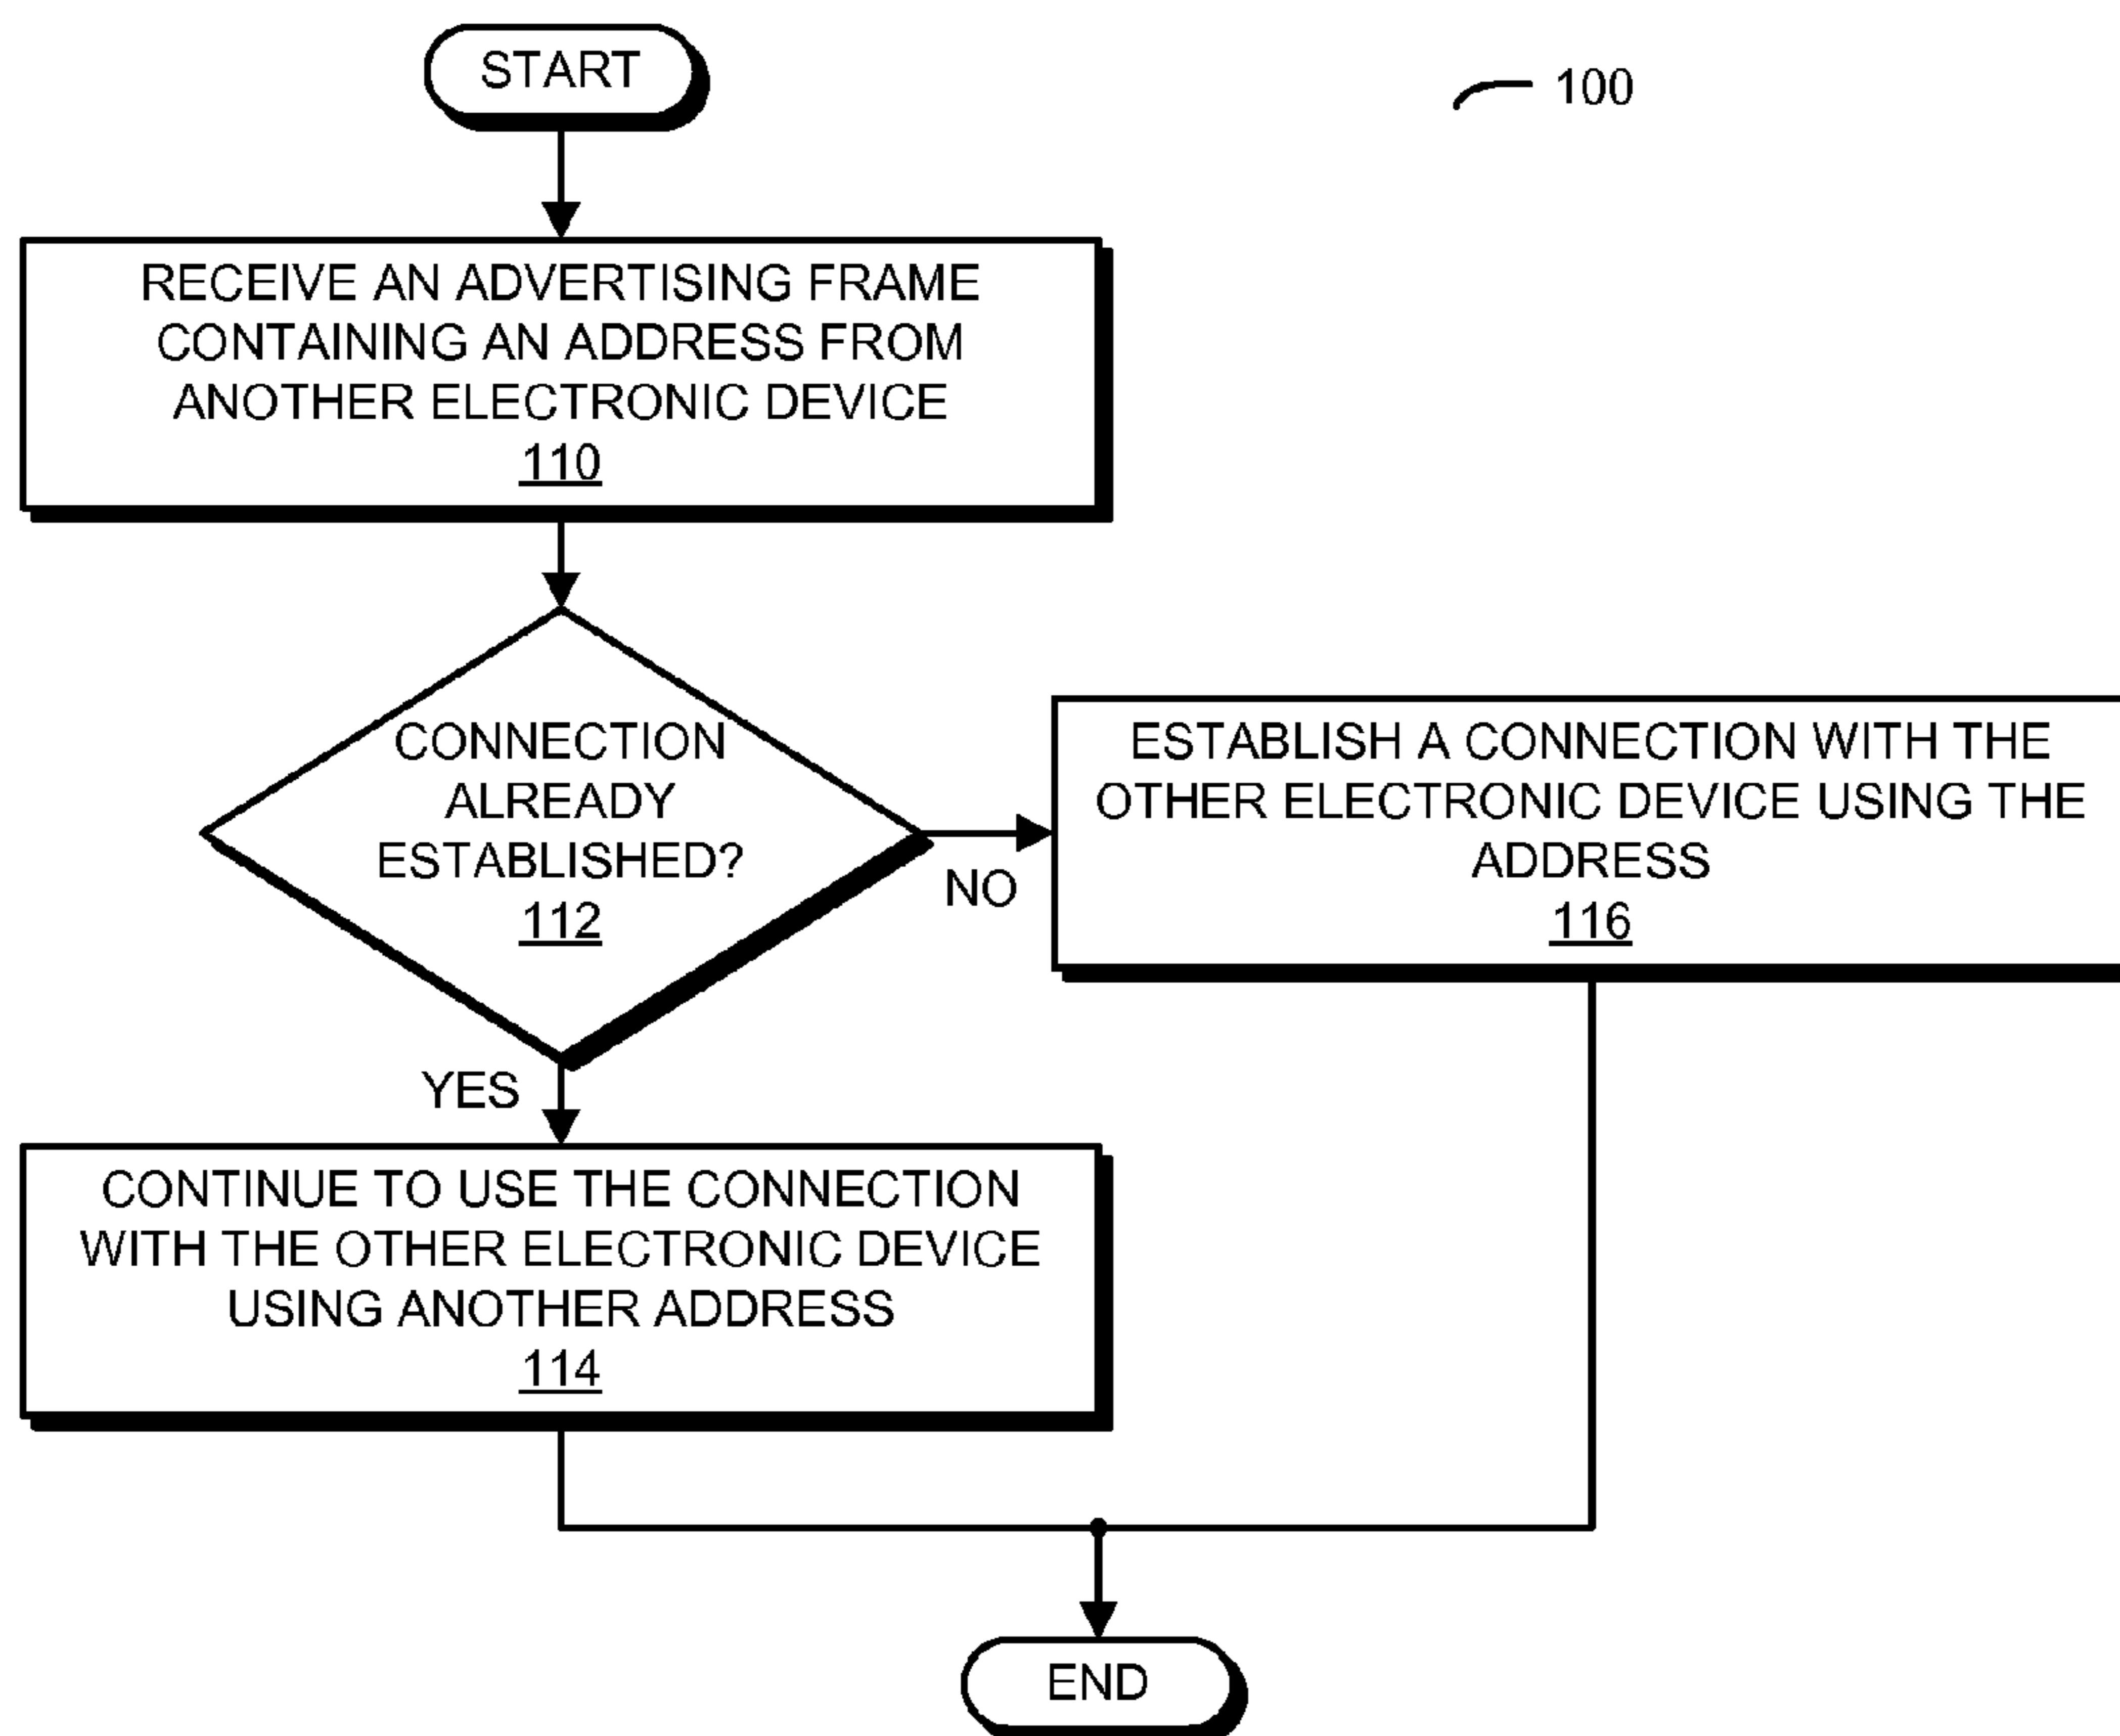 START
100
RECEIVE AN ADVERTISING FRAME
CONTAINING AN ADDRESS FROM
ANOTHER ELECTRONIC DEVICE
110
CONNECTION
ALREADY
ESTABLISHED?
112
NO
ESTABLISH A CONNECTION WITH THE
OTHER ELECTRONIC DEVICE USING THE
ADDRESS
116
YES
CONTINUE TO USE THE CONNECTION
WITH THE OTHER ELECTRONIC DEVICE
USING ANOTHER ADDRESS
114
END